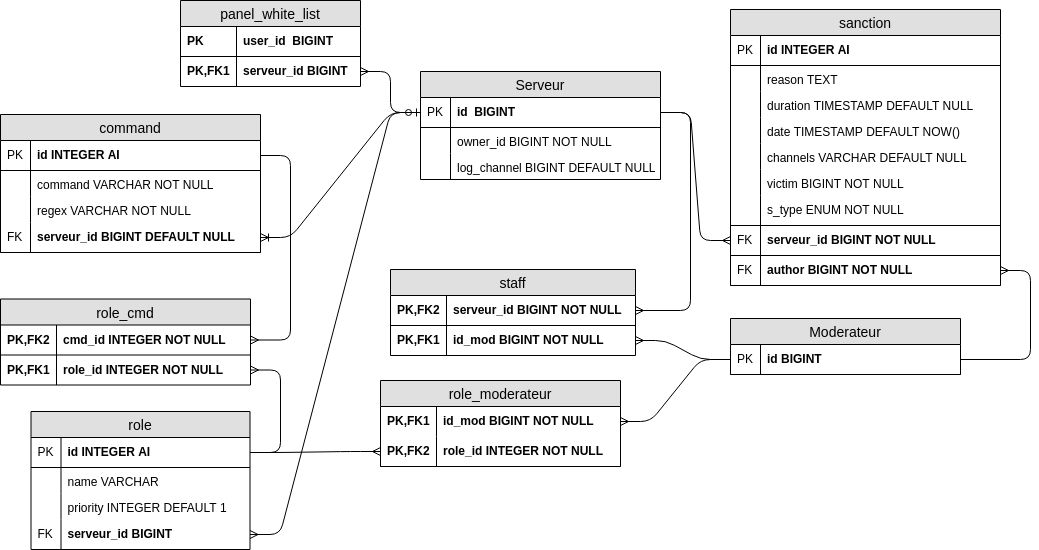 panel_white_list
PK user_id  BIGINT
PK,FK1 serveur_id BIGINT
sanction
PK id INTEGER AI
reason TEXT
duration TIMESTAMP DEFAULT NULL
date TIMESTAMP DEFAULT NOW()
channels VARCHAR DEFAULT NULL
victim BIGINT NOT NULL
s_type ENUM NOT NULL
FK serveur_id BIGINT NOT NULL
FK author BIGINT NOT NULL
Serveur
PK id  BIGINT
owner_id BIGINT NOT NULL
log_channel BIGINT DEFAULT NULL
command
PK id INTEGER AI
command VARCHAR NOT NULL
regex VARCHAR NOT NULL
FK serveur_id BIGINT DEFAULT NULL
staff
PK,FK2 serveur_id BIGINT NOT NULL
PK,FK1 id_mod BIGINT NOT NULL
role_cmd
PK,FK2 cmd_id INTEGER NOT NULL
PK,FK1 role_id INTEGER NOT NULL
Moderateur
PK id BIGINT
role_moderateur
PK,FK1 id_mod BIGINT NOT NULL
PK,FK2 role_id INTEGER NOT NULL
role
PK id INTEGER AI
name VARCHAR
priority INTEGER DEFAULT 1
FK serveur_id BIGINT